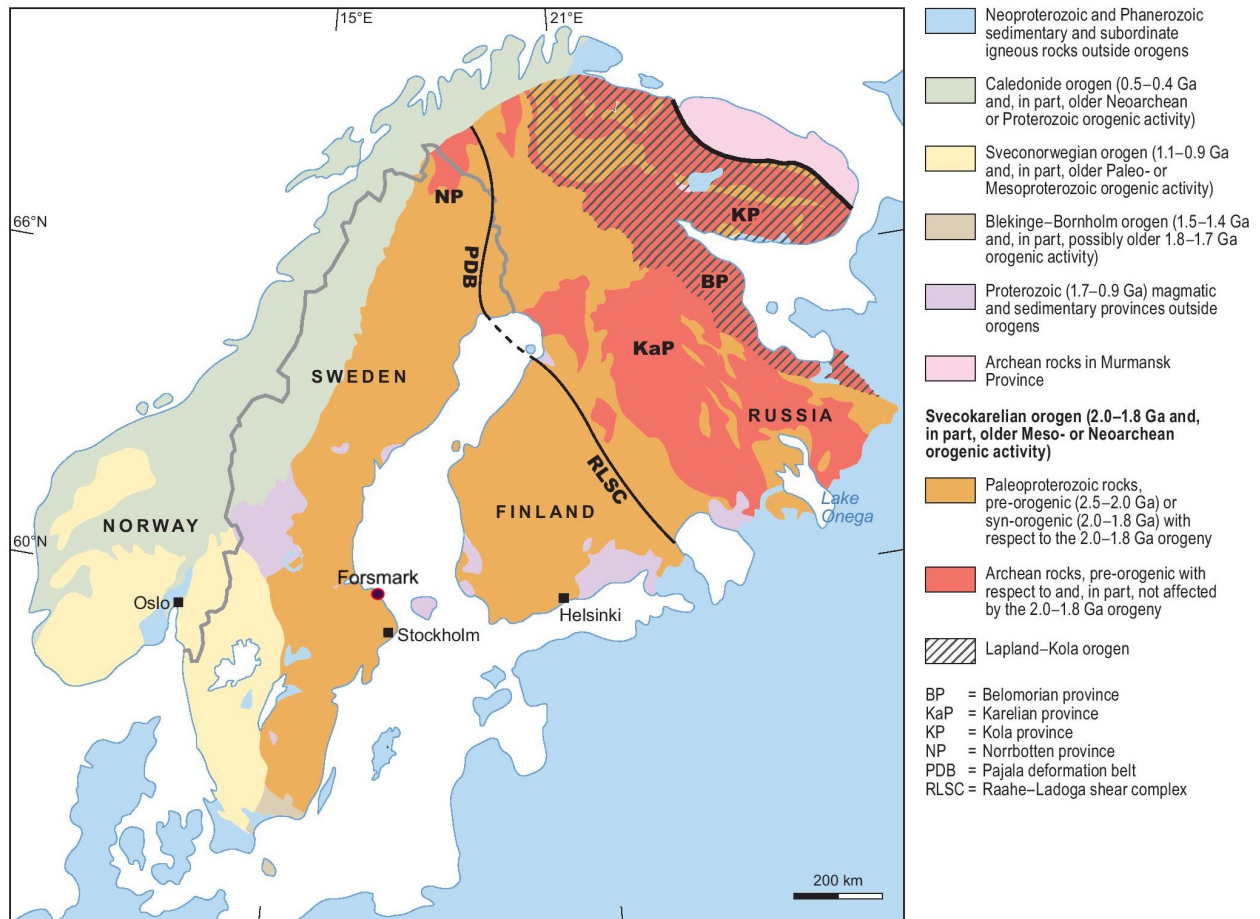 15°E
21°E
66°N
60°N
NP
PDB
KP
BP
KaP
SWEDEN
RUSSIA
RLSC
Lake
Onega
NORWAY
FINLAND
Forsmark
Oslo
Helsinki
Stockholm
200 km
Neoproterozoic and Phanerozoic
sedimentary and subordinate
igneous rocks outside orogens
Caledonide orogen (0.5–0.4 Ga
and, in part, older Neoarchean
or Proterozoic orogenic activity)
Sveconorwegian orogen (1.1–0.9 Ga
and, in part, older Paleo- or
Mesoproterozoic orogenic activity)
Blekinge–Bornholm orogen (1.5–1.4 Ga
and, in part, possibly older 1.8–1.7 Ga
orogenic activity)
Proterozoic (1.7–0.9 Ga) magmatic
and sedimentary provinces outside
orogens
Archean rocks in Murmansk
Province
Svecokarelian orogen (2.0–1.8 Ga and,
in part, older Meso- or Neoarchean
orogenic activity)
Paleoproterozoic rocks,
pre-orogenic (2.5–2.0 Ga) or
syn-orogenic (2.0–1.8 Ga) with
respect to the 2.0–1.8 Ga orogeny
Archean rocks, pre-orogenic with
respect to and, in part, not affected
by the 2.0–1.8 Ga orogeny
Lapland–Kola orogen
BP = Belomorian province
KaP = Karelian province
KP = Kola province
NP = Norrbotten province
PDB = Pajala deformation belt
RLSC = Raahe–Ladoga shear complex